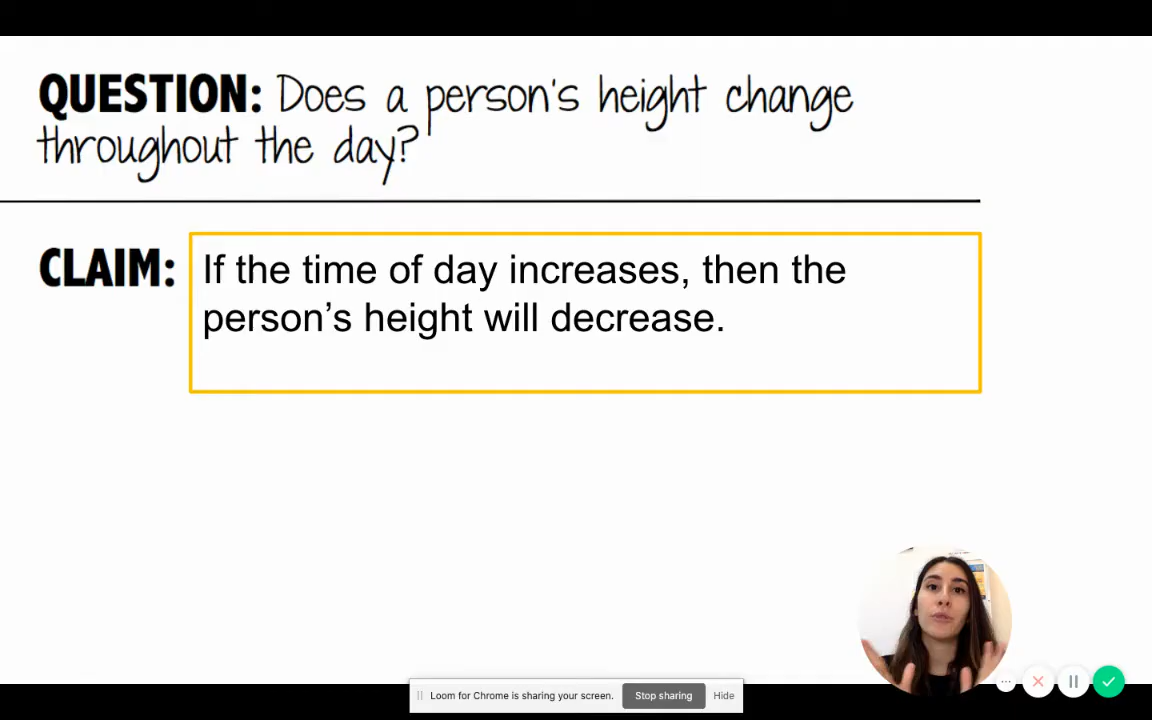 QUESTION: Does a person's height change
throughout the day?
CLAIM: If the time of day increases, then the
person’s height will decrease.
Loom for Chrome is sharing your screen. Stop sharing Hide